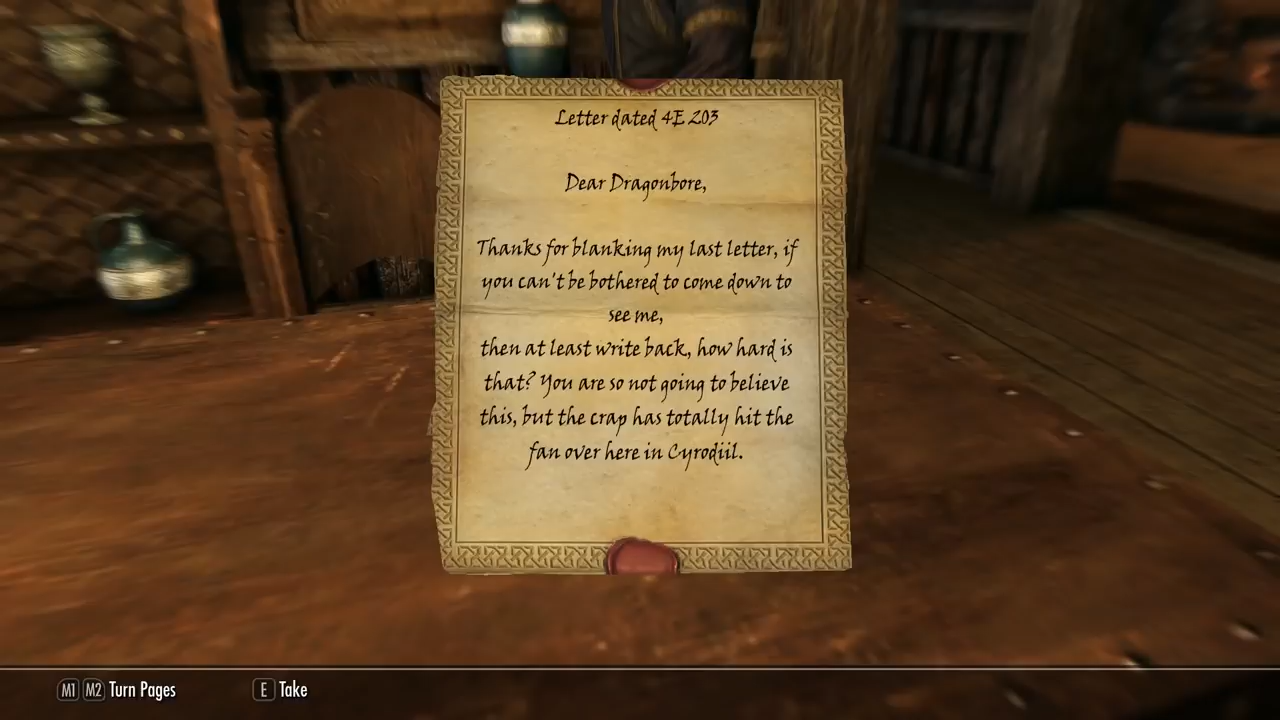 Letter dated 4E 203
Dear Dragonbore,
Thanks for blanking my last letter, if
you can't be bothered to come down to
see me,
then at least write back, how hard is
that? You are so not going to believe
this, but the crap has totally hit the
fan over here in Cyrodiil.
M1 M2 Turn Pages E Take